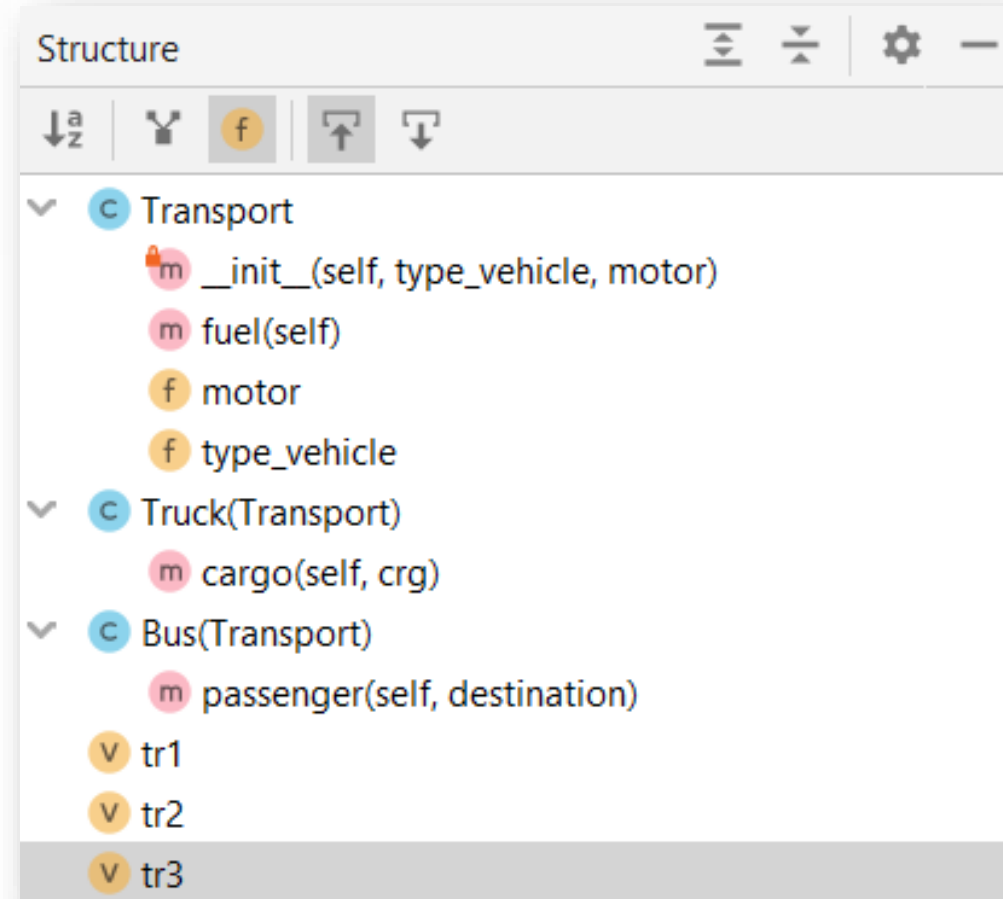 Structure
a
z
f
C Transport
m __init__(self, type_vehicle, motor)
m fuel(self)
f motor
f type_vehicle
C Truck(Transport)
m cargo(self, crg)
C Bus(Transport)
m passenger(self, destination)
V tr1
V tr2
V tr3